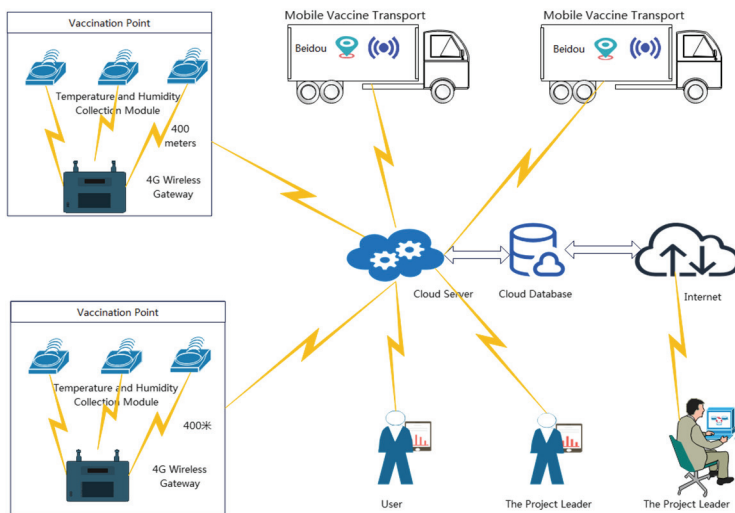 Vaccination Point
Temperature and Humidity
Collection Module
400
meters
4G Wireless
Gateway
Mobile Vaccine Transport
Beidou
Mobile Vaccine Transport
Beidou
Cloud Server
Cloud Database
Internet
Vaccination Point
Temperature and Humidity
Collection Module
400米
4G Wireless
Gateway
User
The Project Leader
The Project Leader